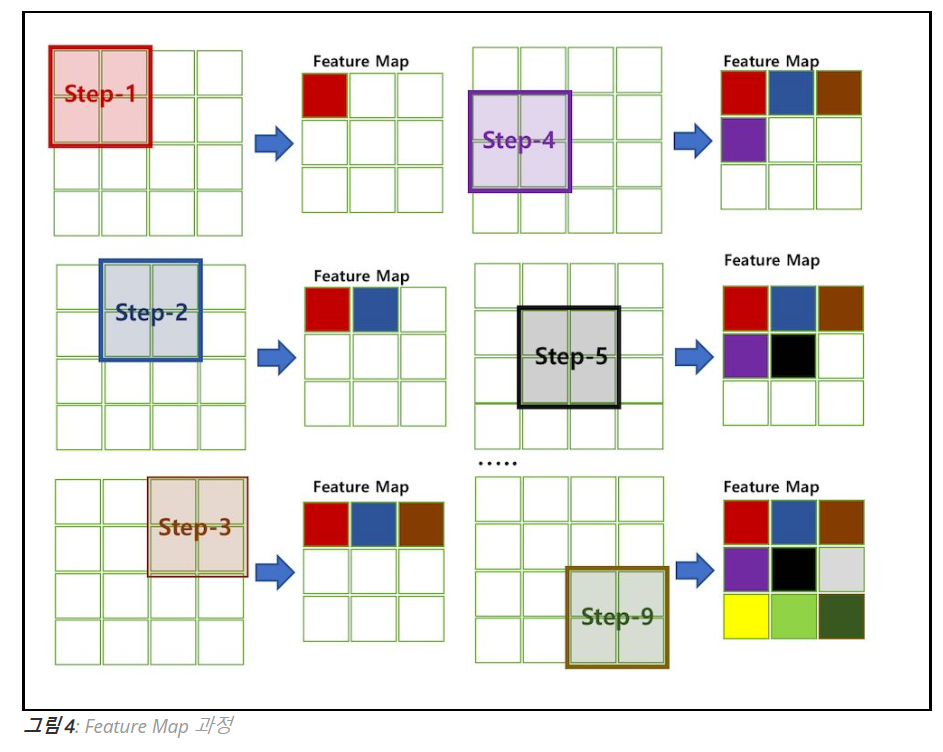 Feature Map
Step-1
Feature Map
Step-4
Feature Map
Step-2
Feature Map
Step-5
.....
Feature Map
Step-3
Feature Map
Step-9
그림 4: Feature Map 과정